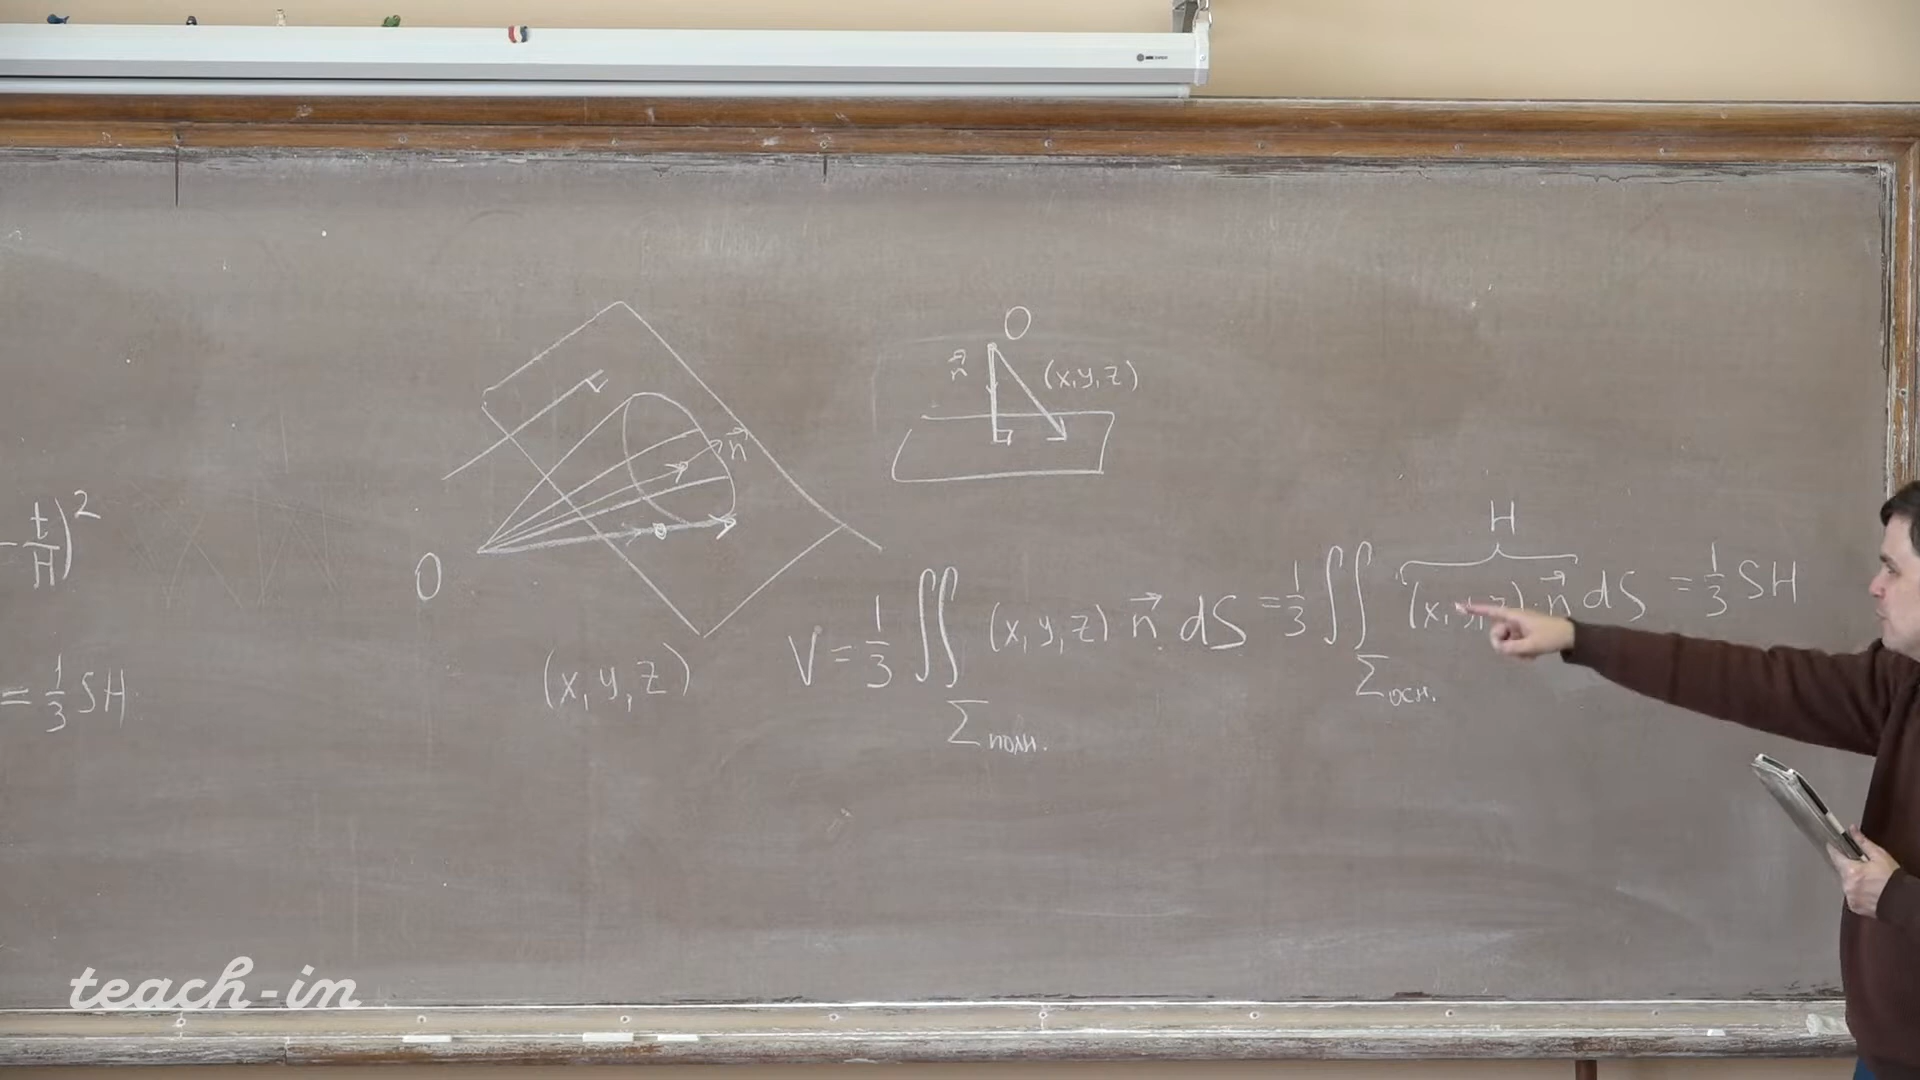 O
n⃗
(x,y,z)
n⃗
- t/H)²
O
H
V = 1/3 ∬ (x,y,z) n⃗ dS = 1/3 ∬ (x,y,z)·n⃗ dS = 1/3 SH
Σполн. Σосн.
= 1/3 SH
(x,y,z)
teach-in